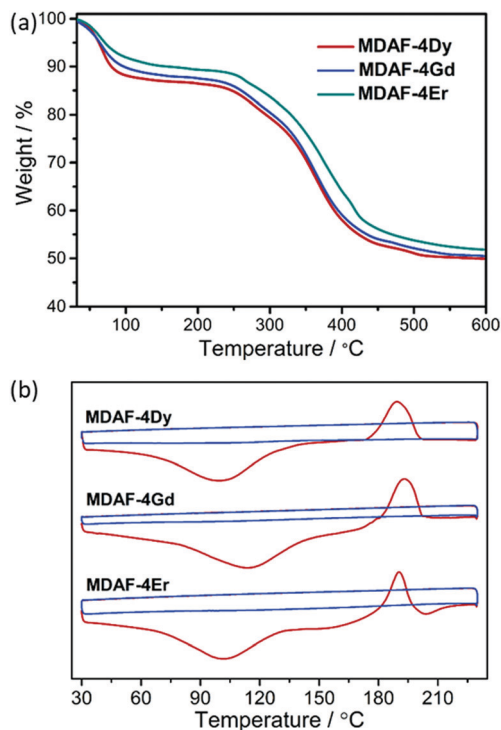 (a)
MDAF-4Dy
MDAF-4Gd
MDAF-4Er
Weight / %
100
90
80
70
60
50
40
100 200 300 400 500 600
Temperature / °C
(b)
MDAF-4Dy
MDAF-4Gd
MDAF-4Er
30 60 90 120 150 180 210
Temperature / °C